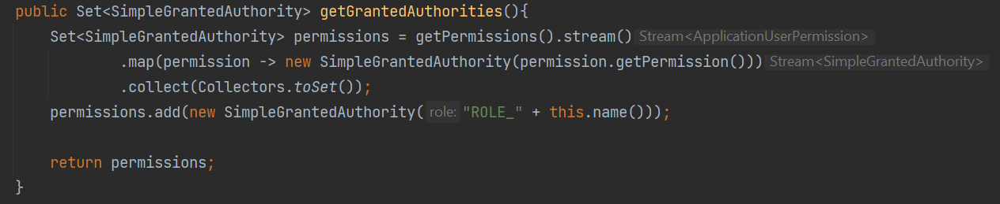 public Set<SimpleGrantedAuthority> getGrantedAuthorities(){
Set<SimpleGrantedAuthority> permissions = getPermissions().stream() Stream<ApplicationUserPermission>
.map(permission -> new SimpleGrantedAuthority(permission.getPermission())) Stream<SimpleGrantedAuthority>
.collect(Collectors.toSet());
permissions.add(new SimpleGrantedAuthority( role: "ROLE_" + this.name()));
return permissions;
}